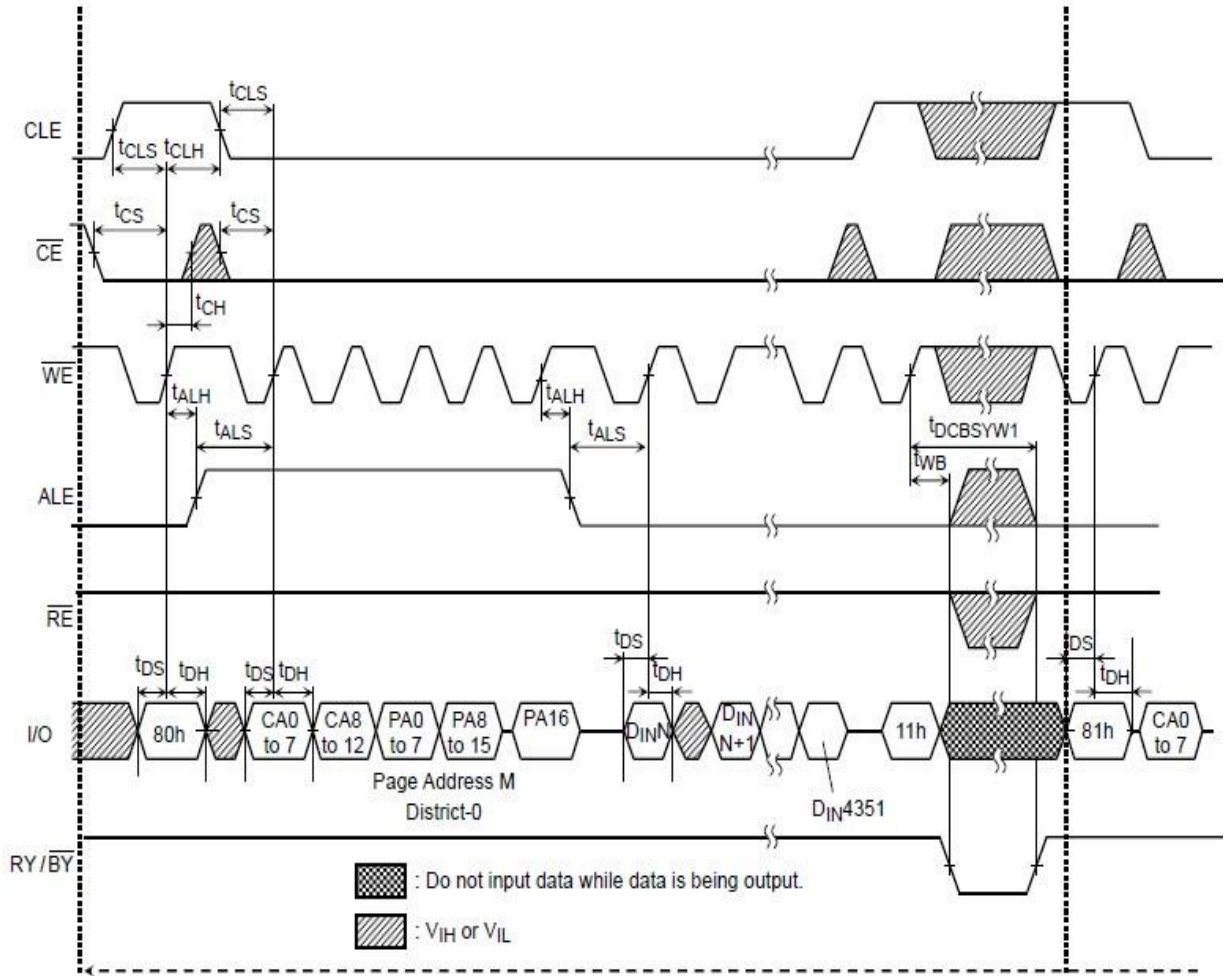 tCLS
CLE
tCLS tCLH
tCS tCS
CE
tCH
WE
tALH tALH
tALS tALS
tDCBSYW1
tWB
ALE
RE
tDS tDH tDS tDH tDS tDH DS tDH
I/O 80h CA0 to 7 CA8 to 12 PA0 to 7 PA8 to 15 PA16 DINN DIN N+1 11h 81h CA0 to 7
Page Address M
District-0
DIN4351
RY/BY
: Do not input data while data is being output.
: VIH or VIL